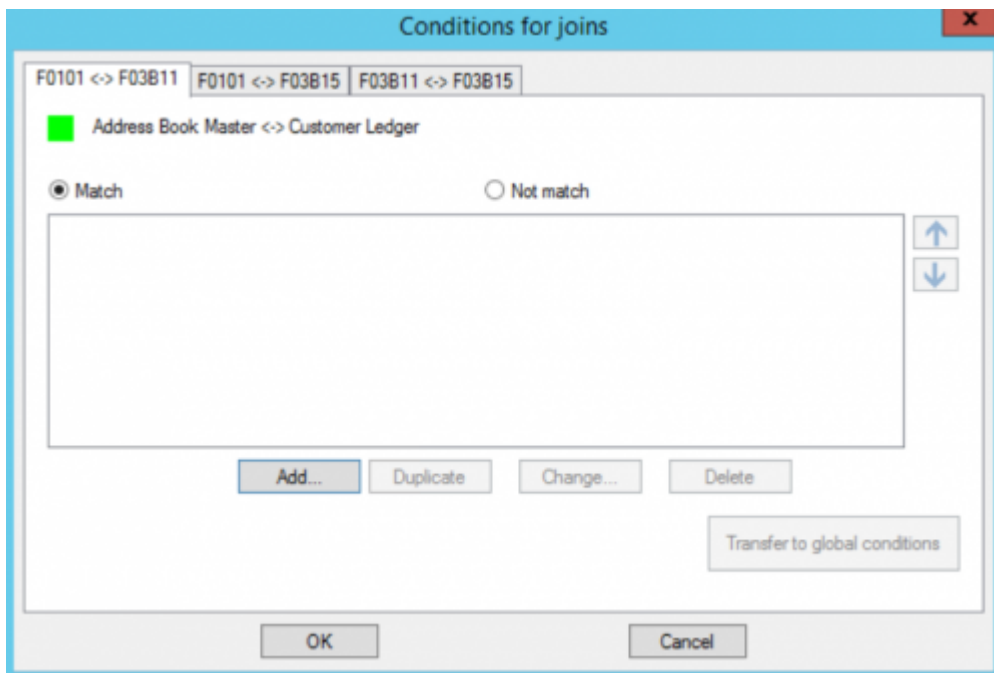 Conditions for joins
x
F0101 <-> F03B11 F0101 <-> F03B15 F03B11 <-> F03B15
Address Book Master <-> Customer Ledger
Match Not match
Add... Duplicate Change... Delete
Transfer to global conditions
OK Cancel